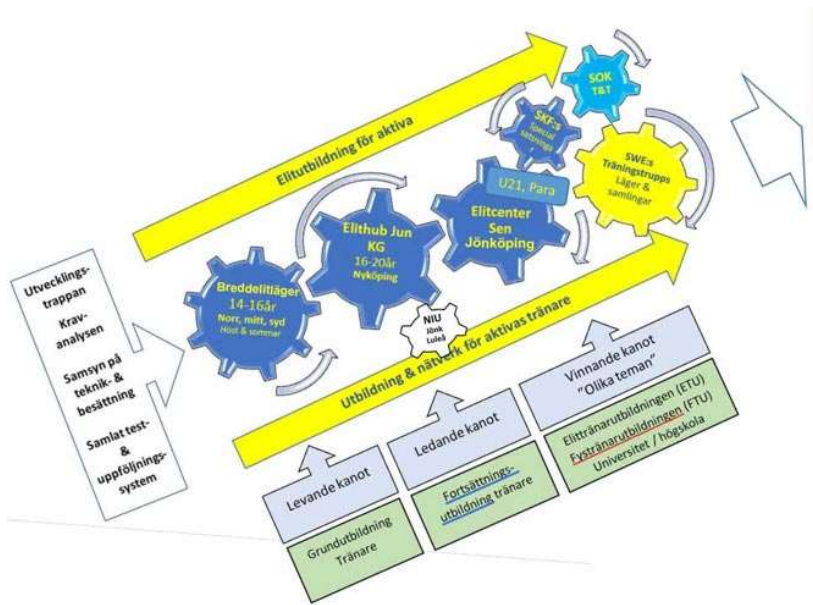 Elitutbildning för aktiva
SOK
T&T
SKF:s
Special
satsningar
SWE:s
Träningstrupps
Läger &
samlingar
U21, Para
Elitcenter
Sen
Jönköping
Elithub Jun
KG
16-20år
Nyköping
Breddelitläger
14-16år
Norr, mitt, syd
Höst & sommar
NIU
Jönk
Luleå
Utvecklings-
trappan
Krav-
analysen
Samsyn på
teknik- &
besättning
Samlat test-
&
uppföljnings-
system
Utbildning & nätverk för aktivas tränare
Levande kanot
Grundutbildning
Tränare
Ledande kanot
Fortsättnings-
utbildning tränare
Vinnande kanot
"Olika teman"
Elittränarutbildningen (ETU)
Fystränarutbildningen (FTU)
Universitet / högskola